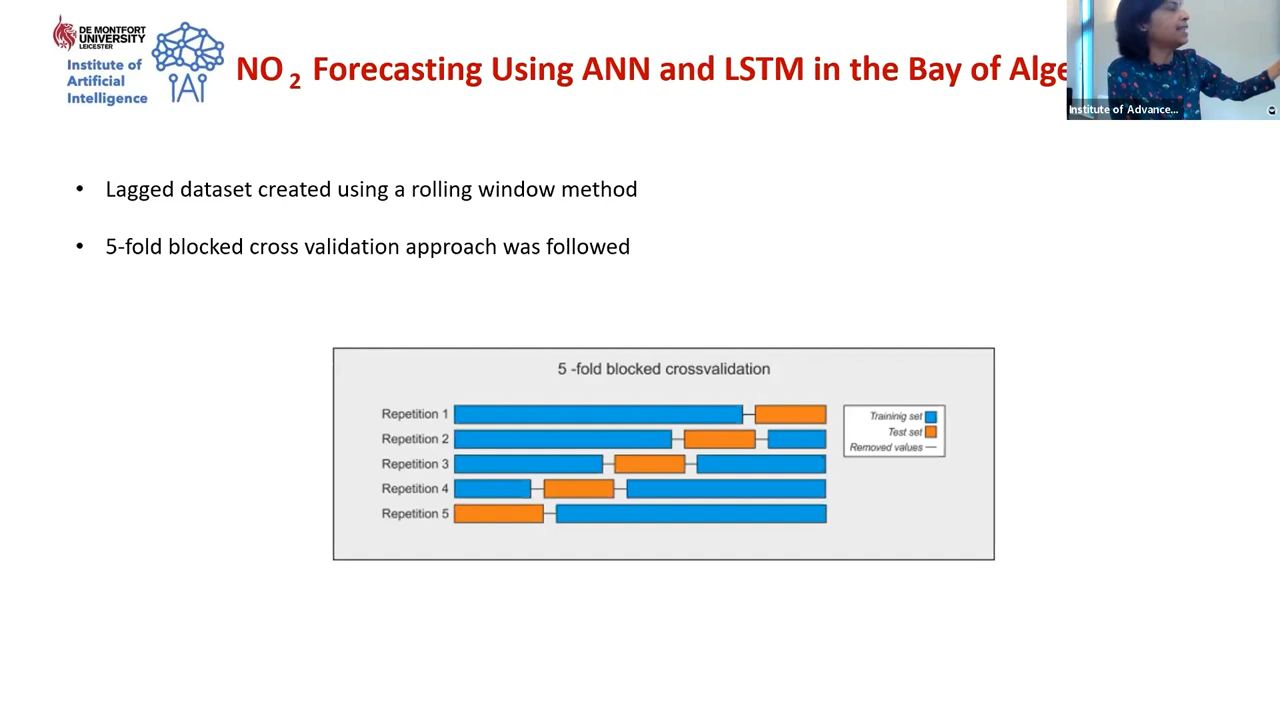 DE MONTFORT
UNIVERSITY
LEICESTER
Institute of
Artificial
Intelligence
IAI
NO 2 Forecasting Using ANN and LSTM in the Bay of Alge
Institute of Advance...
• Lagged dataset created using a rolling window method
• 5-fold blocked cross validation approach was followed
5 -fold blocked crossvalidation
Repetition 1
Repetition 2
Repetition 3
Repetition 4
Repetition 5
Traininig set
Test set
Removed values